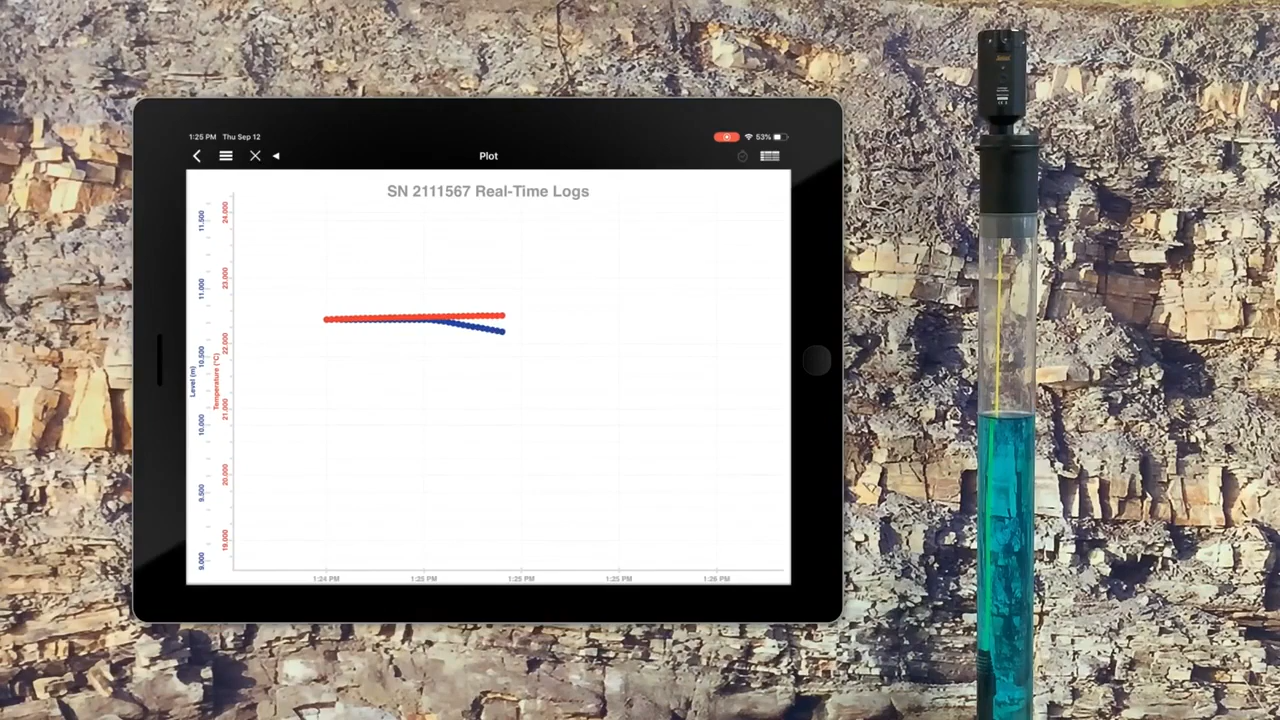 1:25 PM Thu Sep 12
53%
Plot
SN 2111567 Real-Time Logs
Level (m)
11.500
11.000
10.500
10.000
9.500
9.000
Temperature (°C)
24.000
23.000
22.000
21.000
20.000
19.000
1:24 PM 1:25 PM 1:25 PM 1:25 PM 1:26 PM